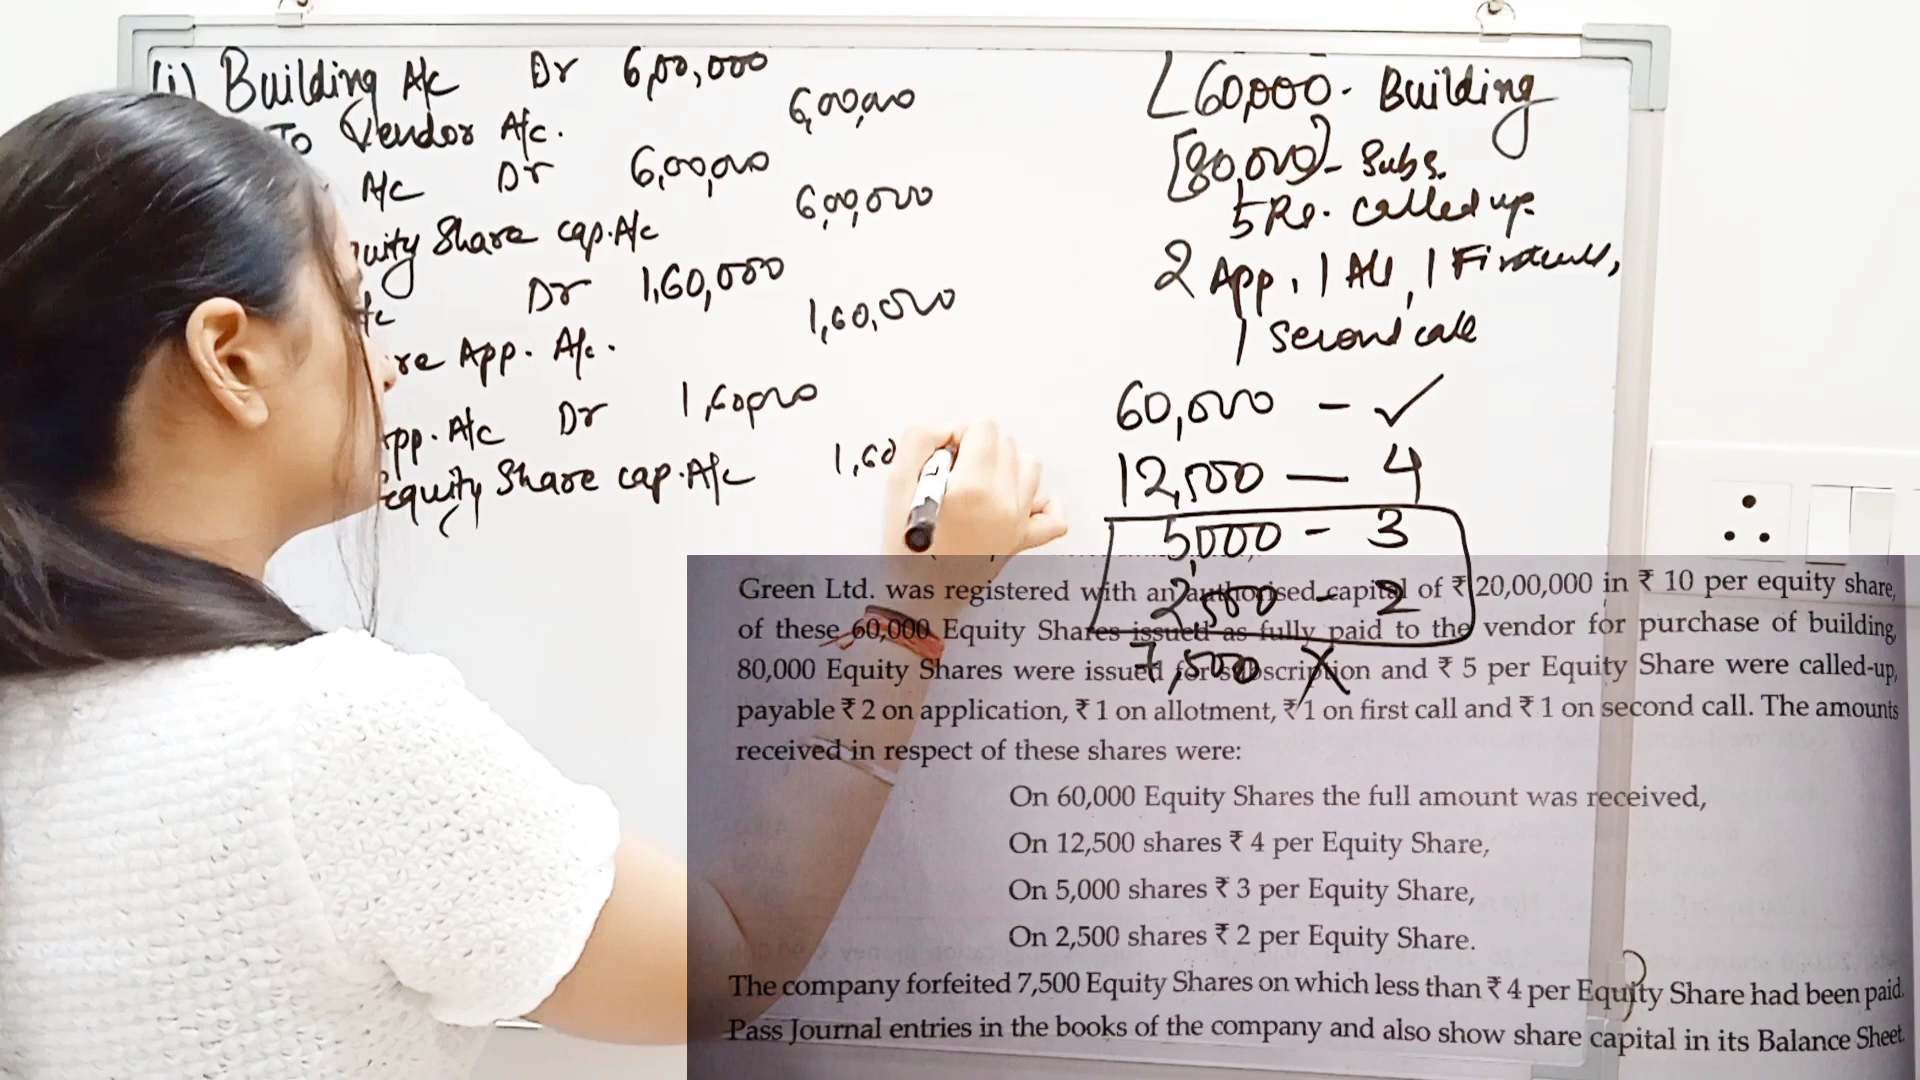 (i) Building A/c Dr 6,00,000
To Vendor A/c. 6,00,000
A/c Dr 6,00,000
quity Share cap. A/c 6,00,000
Dr 1,60,000
re App. A/c. 1,60,000
App. A/c Dr 1,60,000
Equity Share cap. A/c 1,60
60,000 - Building
[80,000] - Subs.
5 Rs. called up.
2 App, 1 All, 1 First call,
1 Second call
60,000 - ✓
12,500 — 4
5,000 - 3
2,500 - 2
7,500 X
Green Ltd. was registered with an authorised capital of ₹ 20,00,000 in ₹ 10 per equity share,
of these 60,000 Equity Shares issued as fully paid to the vendor for purchase of building,
80,000 Equity Shares were issued for subscription and ₹ 5 per Equity Share were called-up,
payable ₹ 2 on application, ₹ 1 on allotment, ₹ 1 on first call and ₹ 1 on second call. The amounts
received in respect of these shares were:
On 60,000 Equity Shares the full amount was received,
On 12,500 shares ₹ 4 per Equity Share,
On 5,000 shares ₹ 3 per Equity Share,
On 2,500 shares ₹ 2 per Equity Share.
The company forfeited 7,500 Equity Shares on which less than ₹ 4 per Equity Share had been paid.
Pass Journal entries in the books of the company and also show share capital in its Balance Sheet.